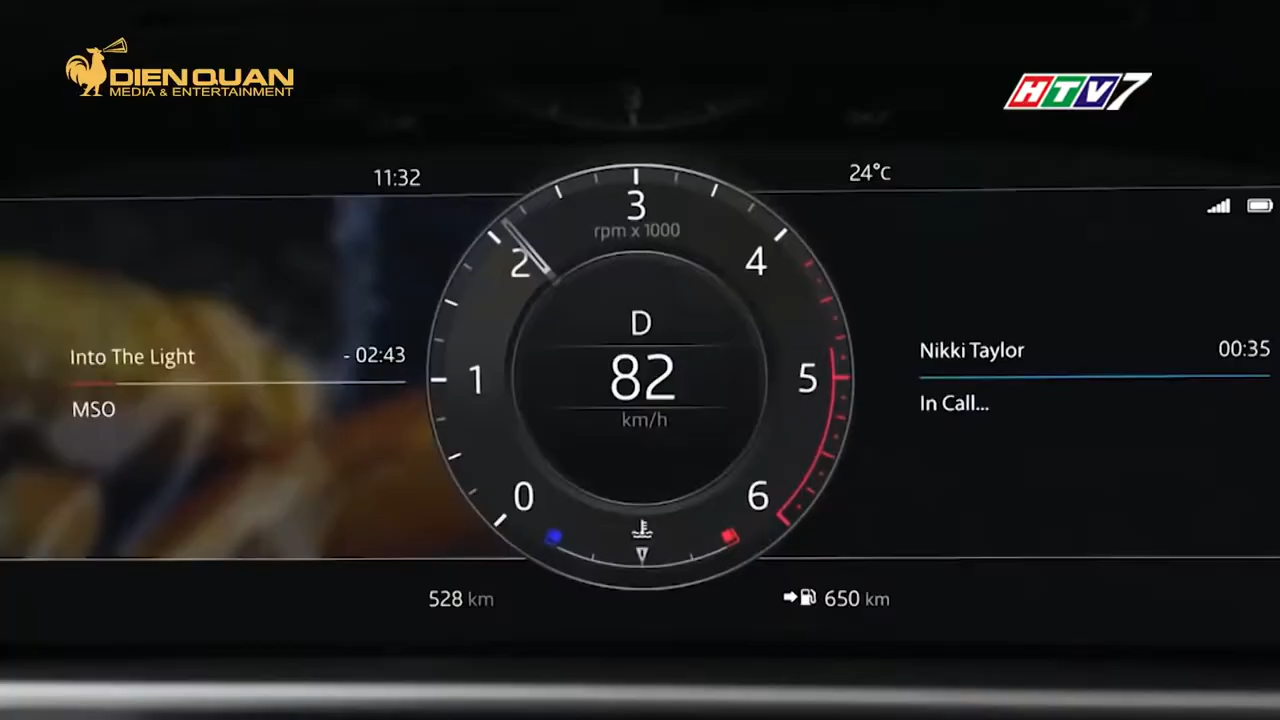 DIEN QUAN
MEDIA & ENTERTAINMENT
HTV7
11:32
24°C
3
rpm x 1000
2
4
D
Into The Light
- 02:43
Nikki Taylor
00:35
1
82
5
MSO
km/h
In Call...
0
6
528 km
650 km